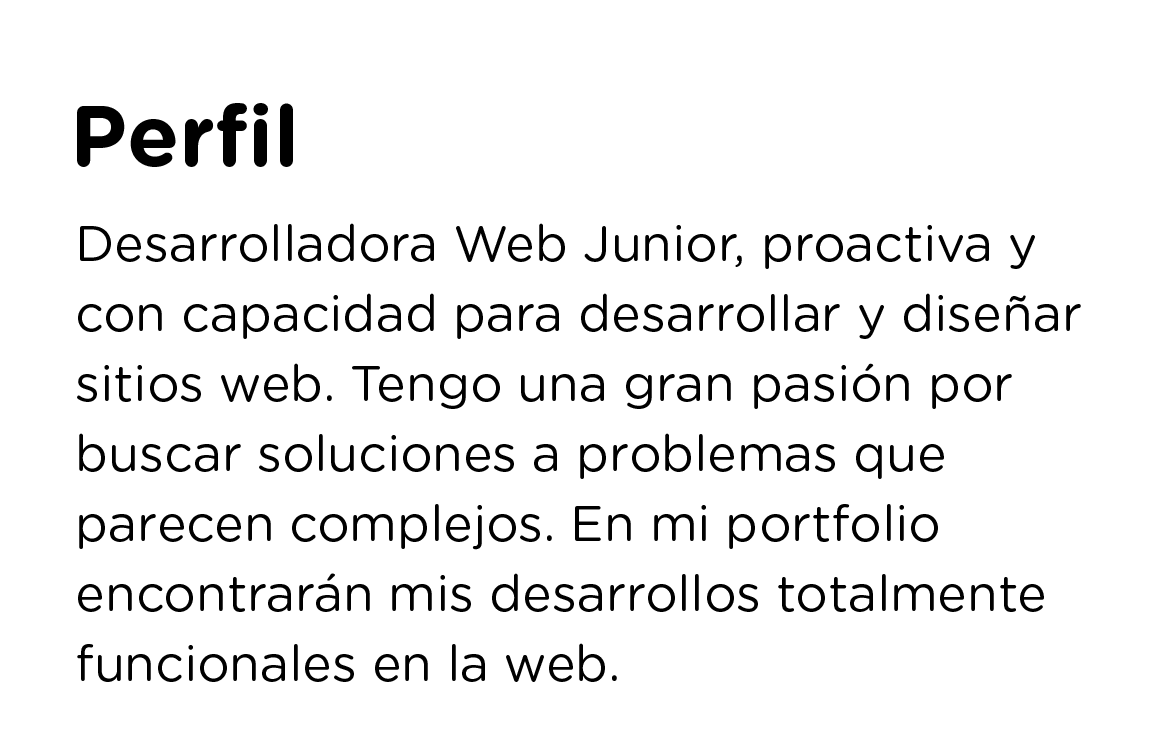 Perfil
Desarrolladora Web Junior, proactiva y
con capacidad para desarrollar y diseñar
sitios web. Tengo una gran pasión por
buscar soluciones a problemas que
parecen complejos. En mi portfolio
encontrarán mis desarrollos totalmente
funcionales en la web.